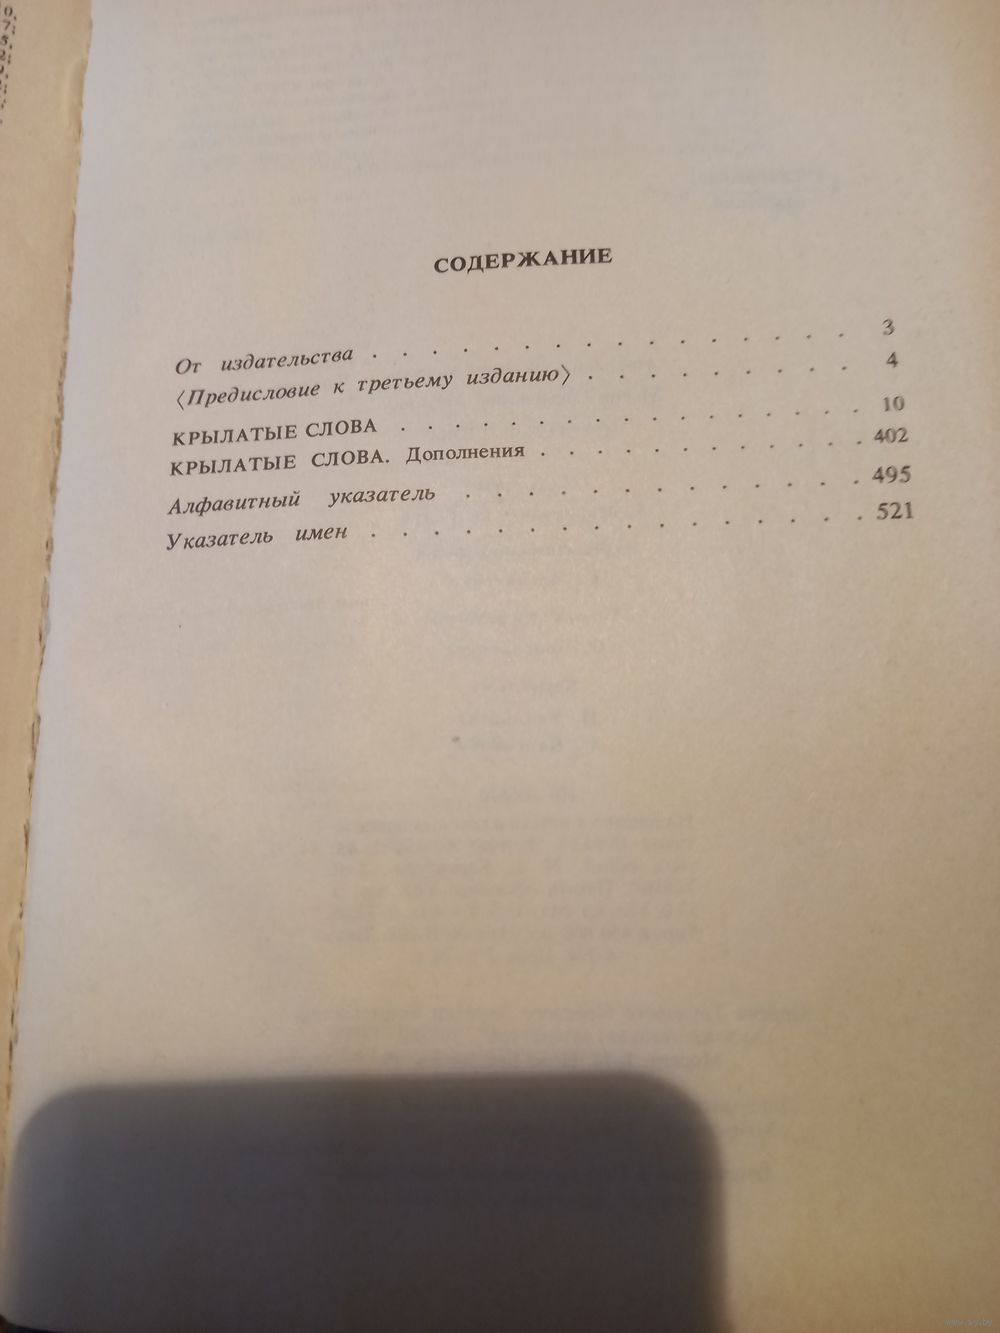 СОДЕРЖАНИЕ
От издательства . . . . . . . . . . . . . . . . 3
⟨Предисловие к третьему изданию⟩ . . . . . . . . . 4
КРЫЛАТЫЕ СЛОВА . . . . . . . . . . . . . . . 10
КРЫЛАТЫЕ СЛОВА. Дополнения . . . . . . . . . . . 402
Алфавитный указатель . . . . . . . . . . . . . . 495
Указатель имен . . . . . . . . . . . . . . . . . 521